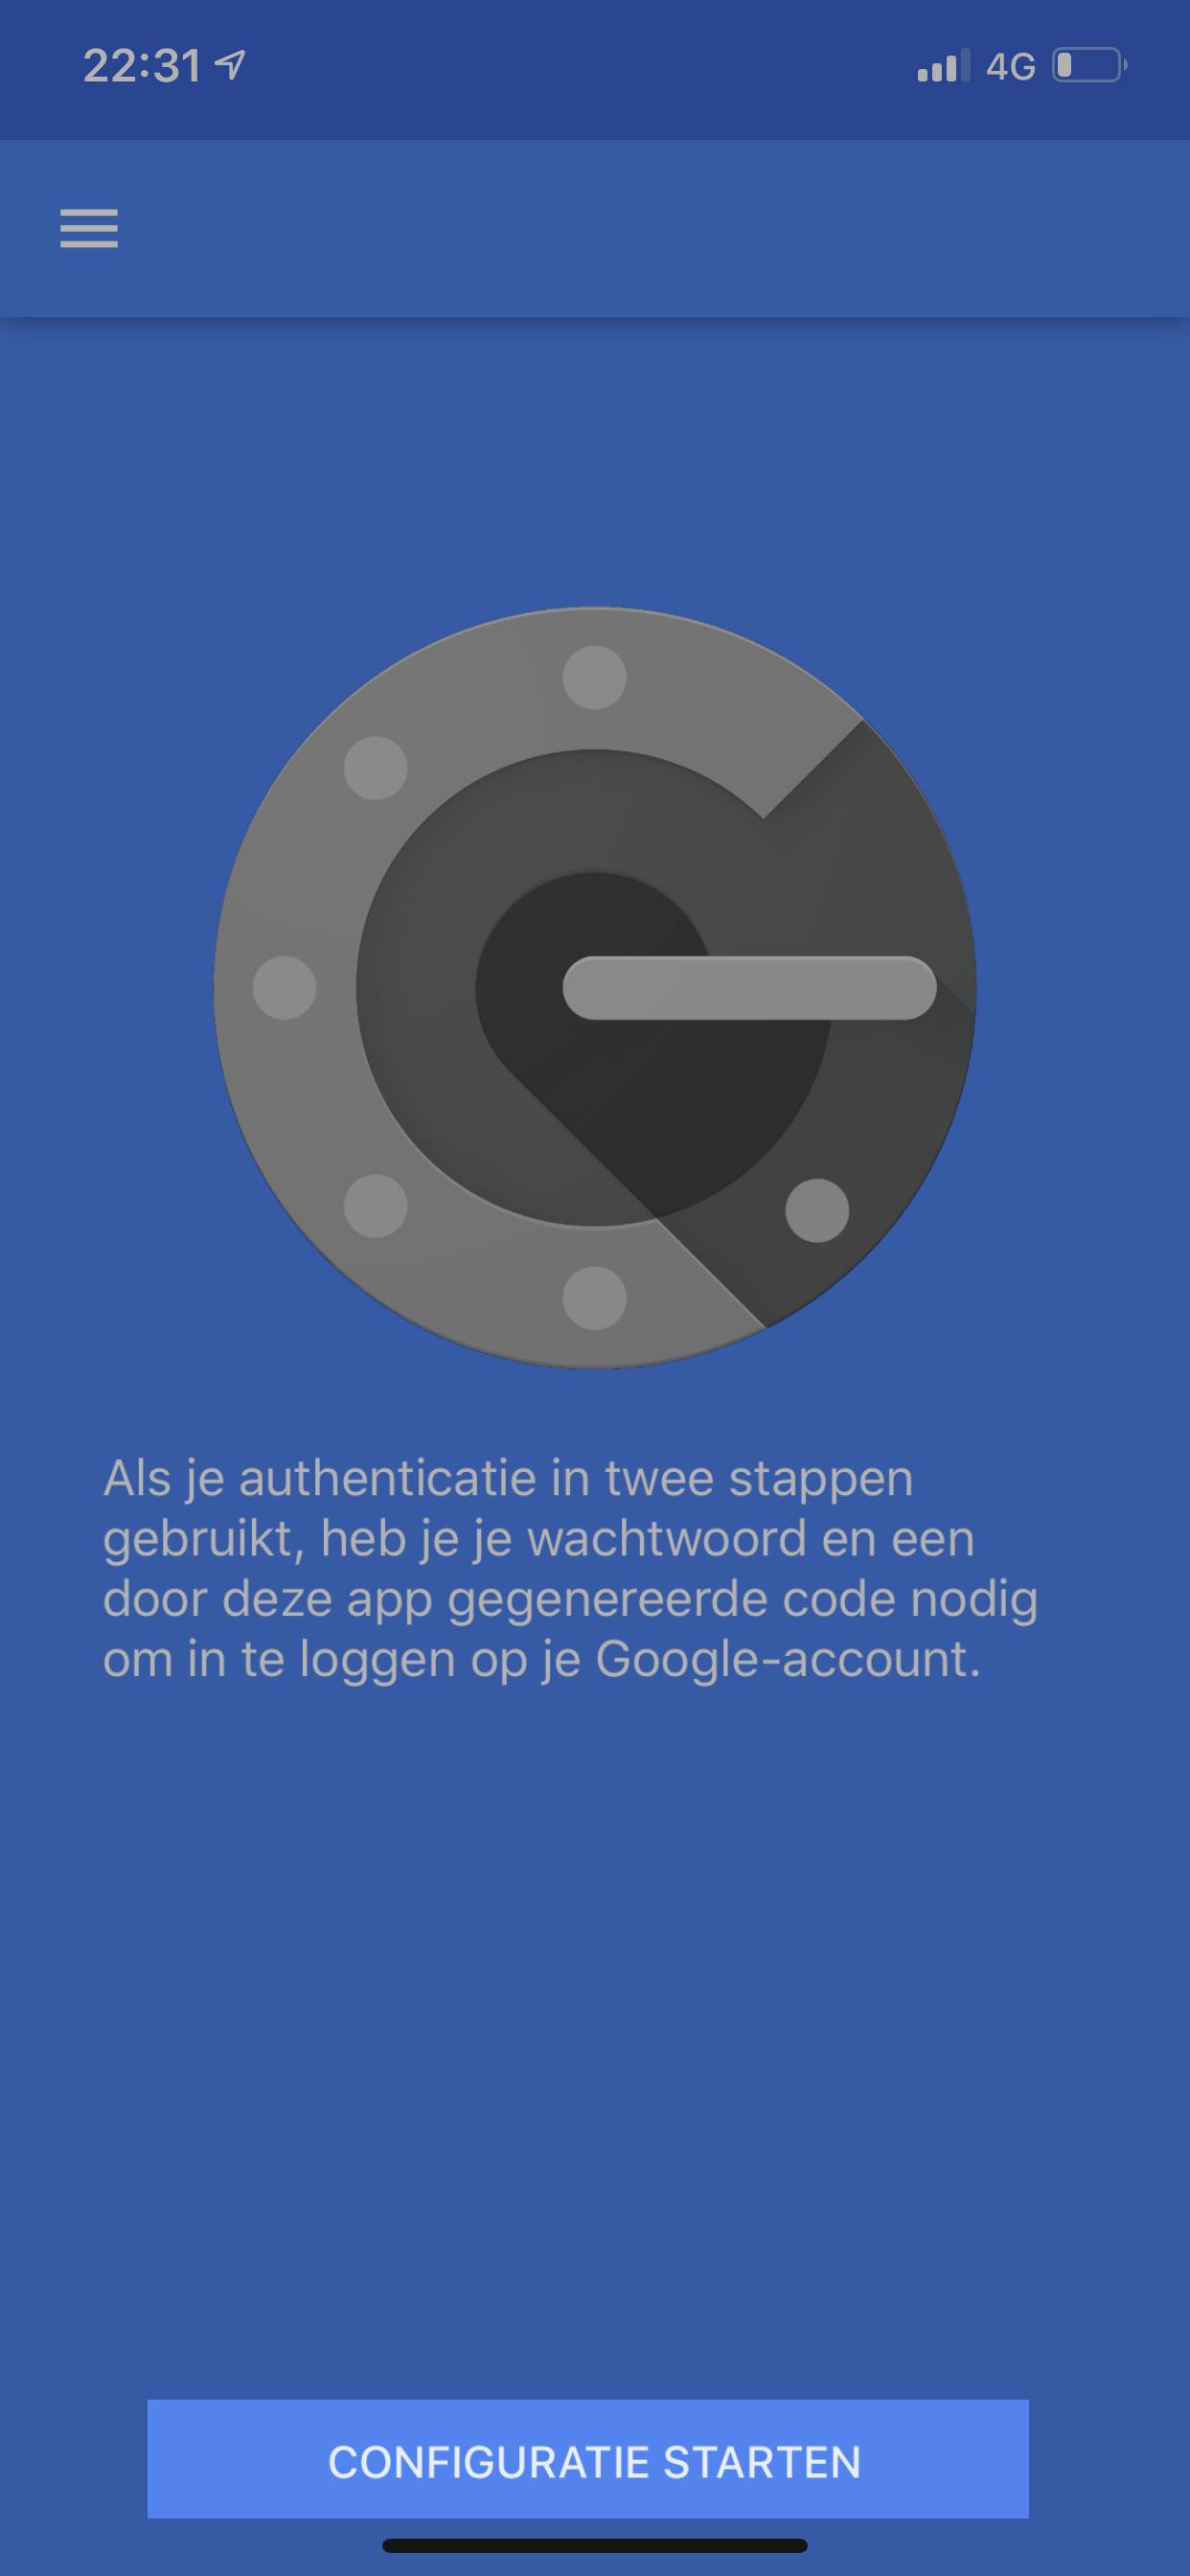 22:31
4G
Als je authenticatie in twee stappen
gebruikt, heb je je wachtwoord en een
door deze app gegenereerde code nodig
om in te loggen op je Google-account.
CONFIGURATIE STARTEN